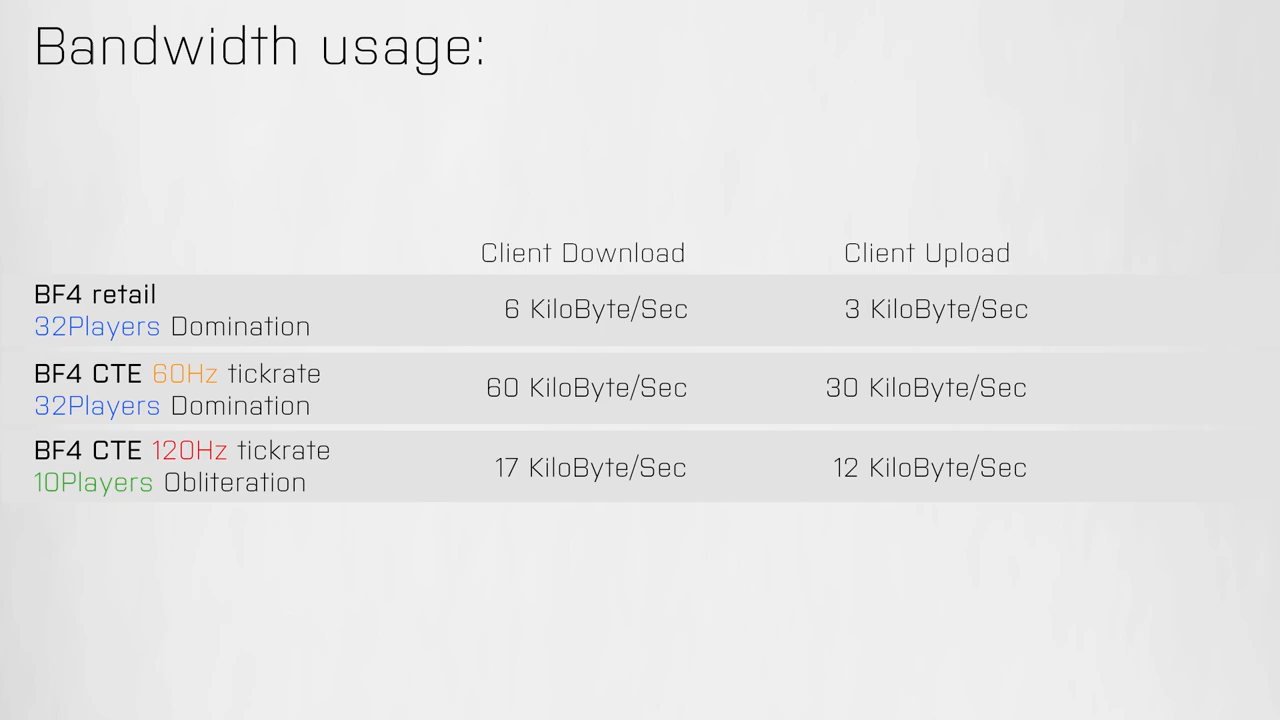 Bandwidth usage:
Client Download Client Upload
BF4 retail
32Players Domination
6 KiloByte/Sec 3 KiloByte/Sec
BF4 CTE 60Hz tickrate
32Players Domination
60 KiloByte/Sec 30 KiloByte/Sec
BF4 CTE 120Hz tickrate
10Players Obliteration
17 KiloByte/Sec 12 KiloByte/Sec